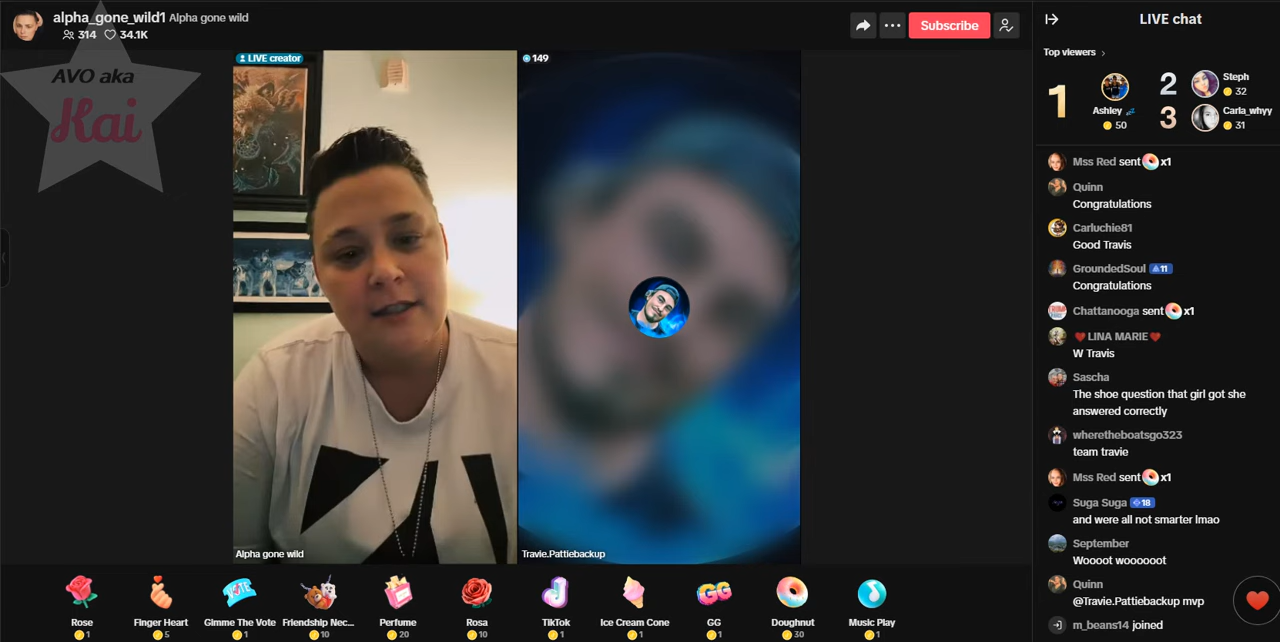 alpha_gone_wild1 Alpha gone wild
314 34.1K
Subscribe
AVO aka
Kai
LIVE creator
149
Alpha gone wild
Travie.Pattiebackup
Rose
1
Finger Heart
5
Gimme The Vote
1
Friendship Nec...
10
Perfume
20
Rosa
10
TikTok
1
Ice Cream Cone
1
GG
1
Doughnut
30
Music Play
1
LIVE chat
Top viewers
1
Ashley
50
2
Steph
32
3
Carla_whyy
31
Mss Red sent x1
Quinn
Congratulations
Carluchie81
Good Travis
GroundedSoul 11
Congratulations
Chattanooga sent x1
LINA MARIE
W Travis
Sascha
The shoe question that girl got she
answered correctly
wheretheboatsgo323
team travie
Mss Red sent x1
Suga Suga 18
and were all not smarter lmao
September
Woooot woooooot
Quinn
@Travie.Pattiebackup mvp
m_beans14 joined